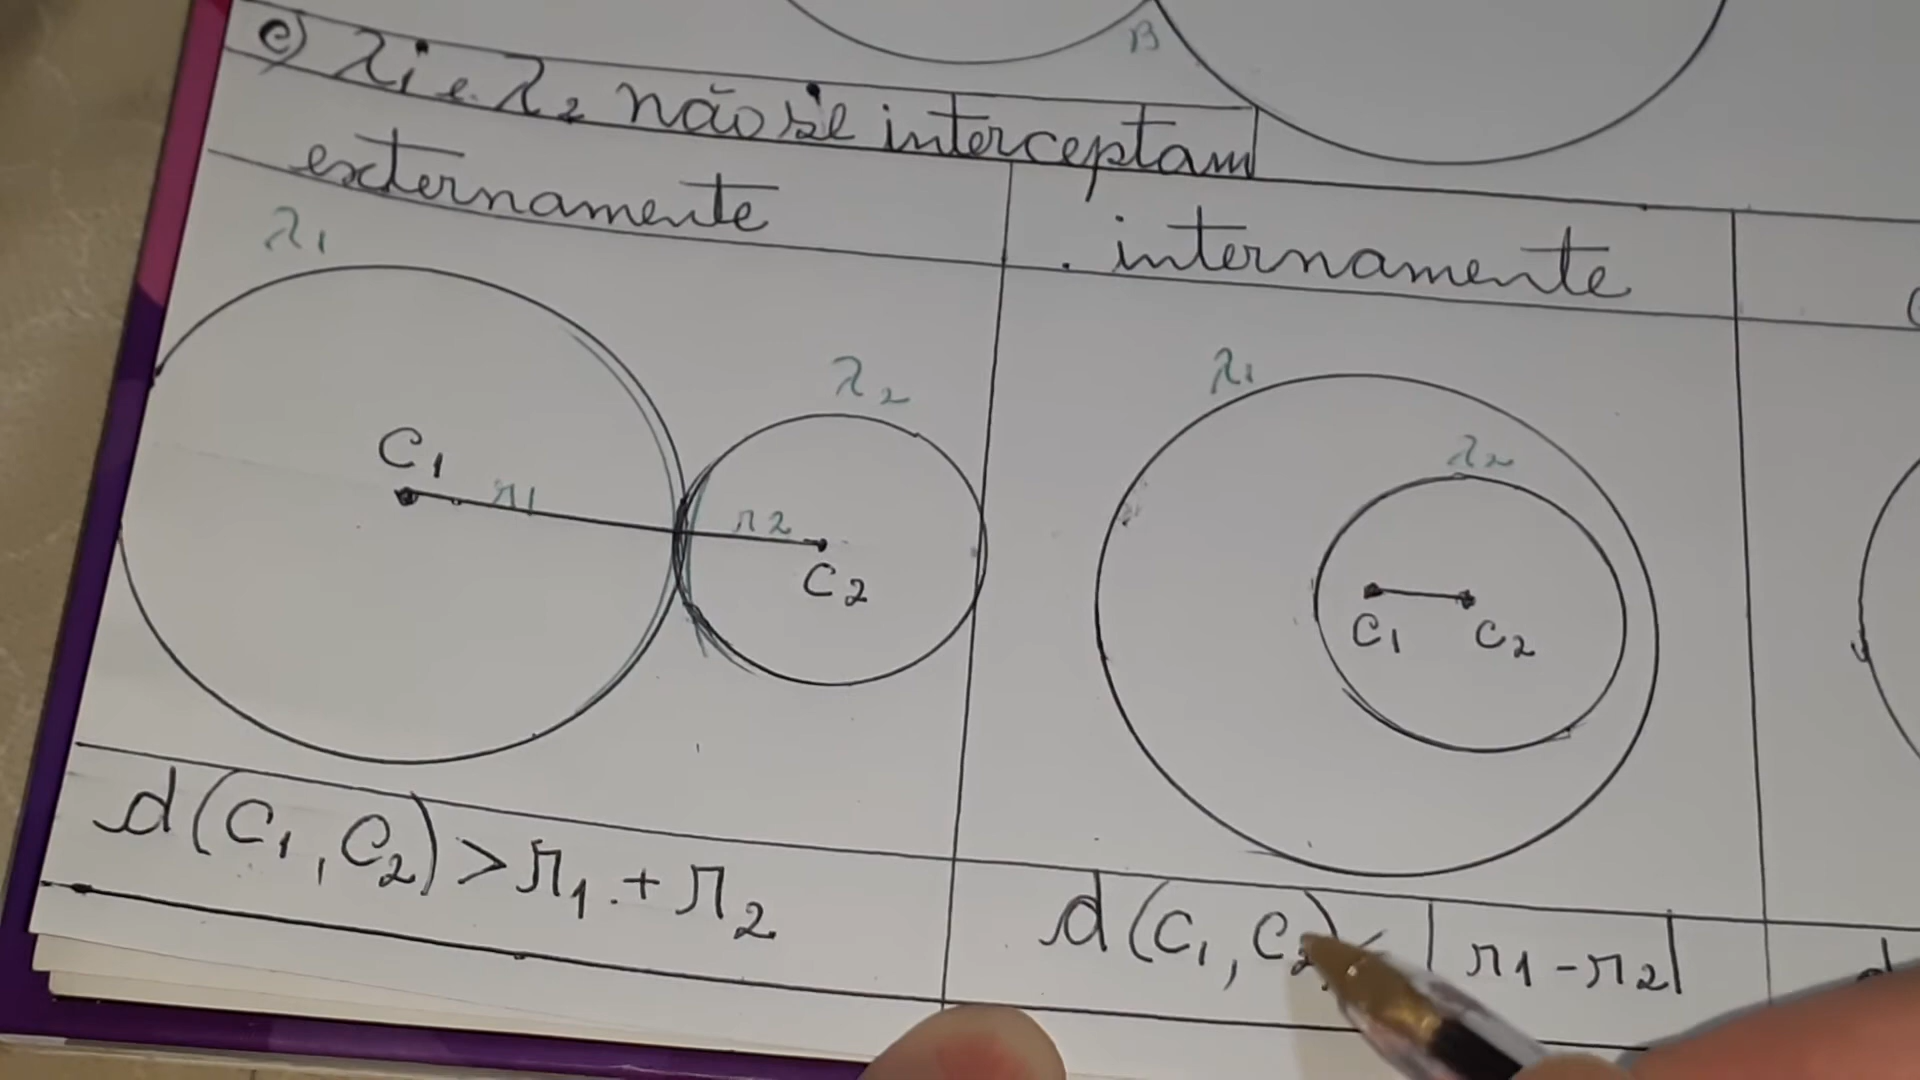 B
e) λ1 e λ2 não se interceptam
externamente
. internamente
λ1
λ2
C1
r1
r2
C2
λ1
λ2
C1
C2
d(C1, C2) > r1 + r2
d(C1, C2) < |r1 - r2|
d